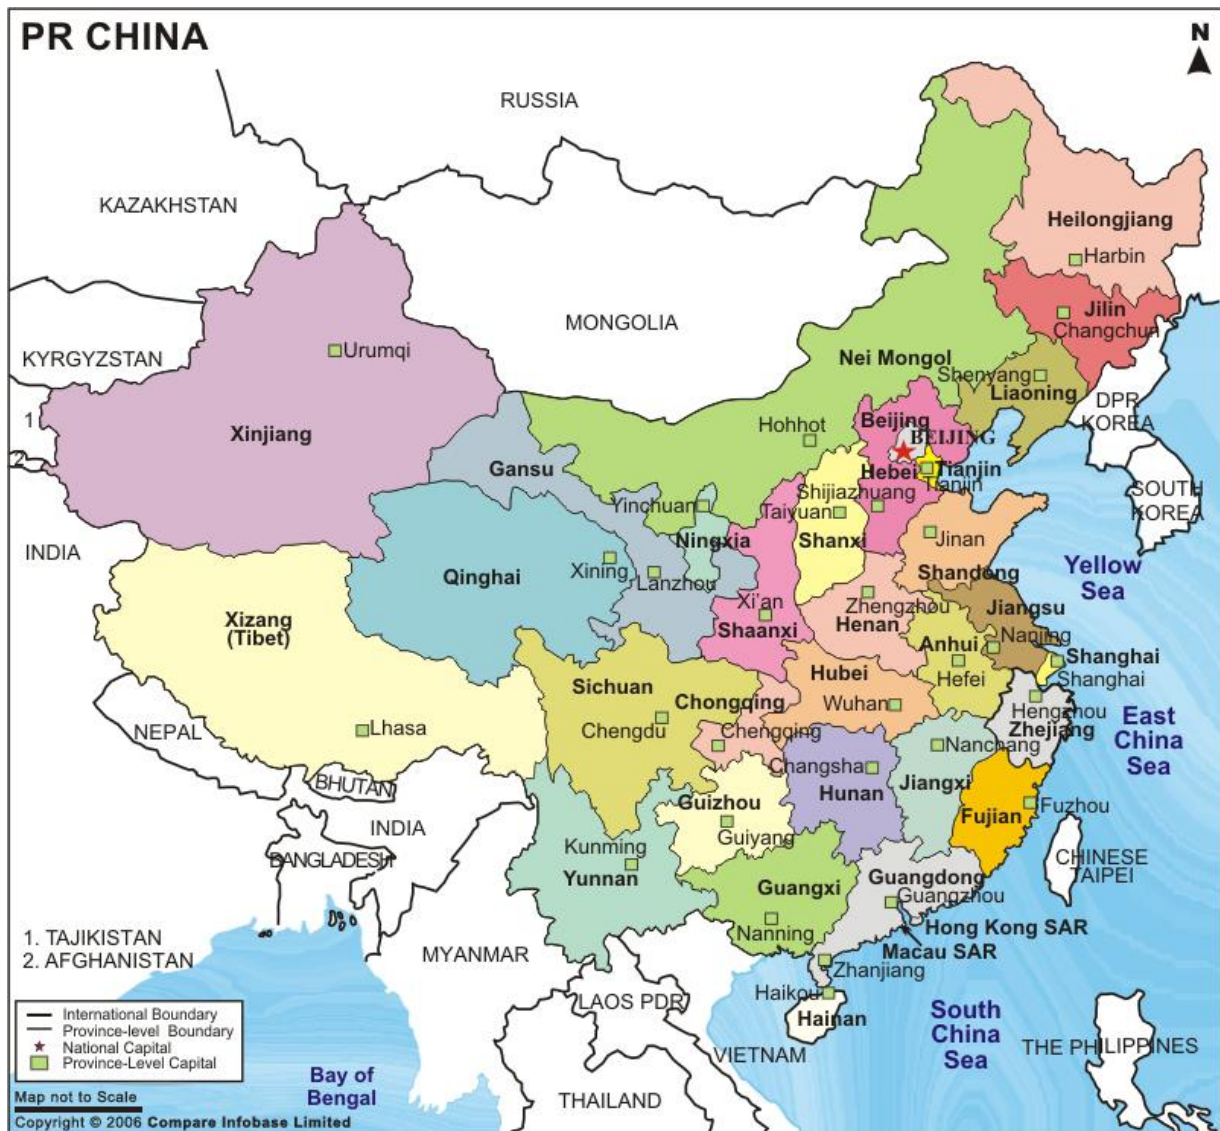 PR CHINA
N
RUSSIA
KAZAKHSTAN
Heilongjiang
Harbin
MONGOLIA
Jilin
Changchun
KYRGYZSTAN
Urumqi
Nei Mongol
Shenyang
Liaoning
DPR
KOREA
1
Xinjiang
Hohhot
Beijing
BEIJING
2
Gansu
Hebei
Tianjin
Tianjin
SOUTH
KOREA
Yinchuan
Shijiazhuang
Taiyuan
INDIA
Ningxia
Shanxi
Jinan
Qinghai
Xining
Lanzhou
Shandong
Yellow
Sea
Xizang
(Tibet)
Xi'an
Shaanxi
Zhengzhou
Henan
Jiangsu
Anhui
Nanjing
Hefei
Shanghai
Shanghai
Sichuan
Chongqing
Hubei
Wuhan
Hengzhou
Zhejiang
East
China
Sea
NEPAL
Lhasa
Chengdu
Chengqing
Nanchang
BHUTAN
Changsha
Hunan
Jiangxi
Guizhou
Guiyang
Fujian
Fuzhou
INDIA
BANGLADESH
Kunming
Yunnan
CHINESE
TAIPEI
Guangxi
Guangdong
Guangzhou
Nanning
Hong Kong SAR
Macau SAR
1. TAJIKISTAN
2. AFGHANISTAN
MYANMAR
Zhanjiang
LAOS PDR
Haikou
Hainan
South
China
Sea
VIETNAM
THE PHILIPPINES
International Boundary
Province-level Boundary
National Capital
Province-Level Capital
Bay of
Bengal
THAILAND
Map not to Scale
Copyright © 2006 Compare Infobase Limited